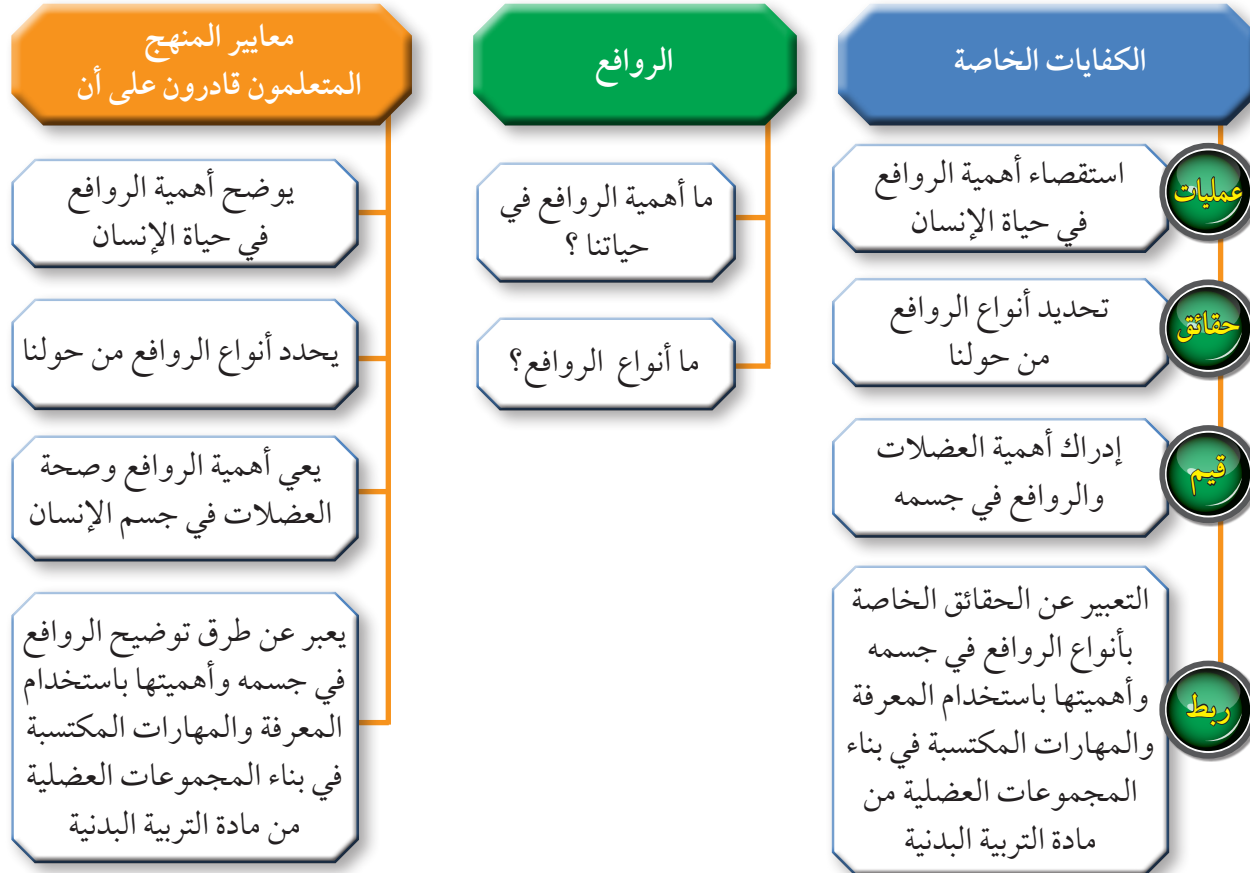 الكفايات الخاصة
عمليات
استقصاء أهمية الروافع
في حياة الإنسان
حقائق
تحديد أنواع الروافع
من حولنا
قيم
إدراك أهمية العضلات
والروافع في جسمه
ربط
التعبير عن الحقائق الخاصة
بأنواع الروافع في جسمه
وأهميتها باستخدام المعرفة
والمهارات المكتسبة في بناء
المجموعات العضلية من
مادة التربية البدنية
الروافع
ما أهمية الروافع في
حياتنا ؟
ما أنواع الروافع؟
معايير المنهج
المتعلمون قادرون على أن
يوضح أهمية الروافع
في حياة الإنسان
يحدد أنواع الروافع من حولنا
يعي أهمية الروافع وصحة
العضلات في جسم الإنسان
يعبر عن طرق توضيح الروافع
في جسمه وأهميتها باستخدام
المعرفة والمهارات المكتسبة
في بناء المجموعات العضلية
من مادة التربية البدنية